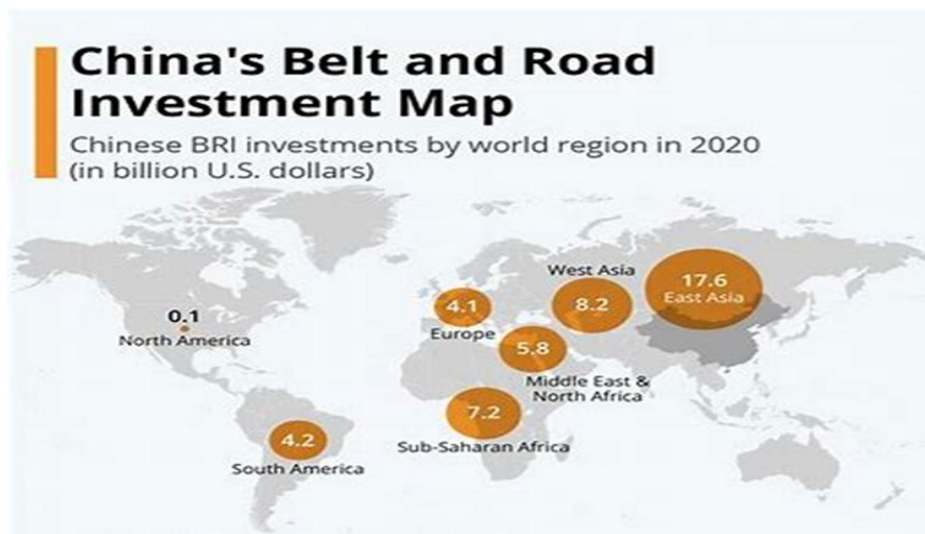 China's Belt and Road
Investment Map
Chinese BRI investments by world region in 2020
(in billion U.S. dollars)
West Asia
17.6
East Asia
8.2
4.1
Europe
0.1
North America
5.8
Middle East &
North Africa
7.2
Sub-Saharan Africa
4.2
South America